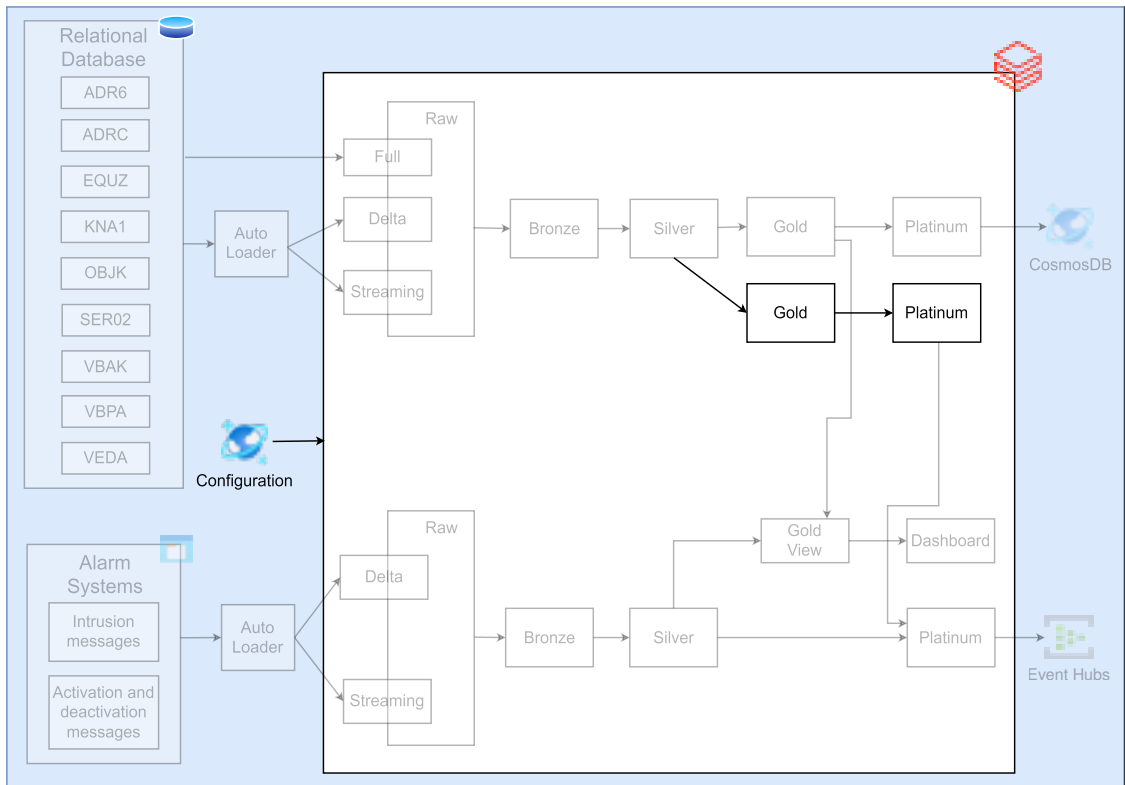 Relational
Database
ADR6
ADRC
EQUZ
KNA1
OBJK
SER02
VBAK
VBPA
VEDA
Auto
Loader
Raw
Full
Delta
Streaming
Bronze
Silver
Gold
Platinum
CosmosDB
Gold
Platinum
Configuration
Alarm
Systems
Intrusion
messages
Activation and
deactivation
messages
Auto
Loader
Raw
Delta
Streaming
Bronze
Silver
Gold
View
Dashboard
Platinum
Event Hubs